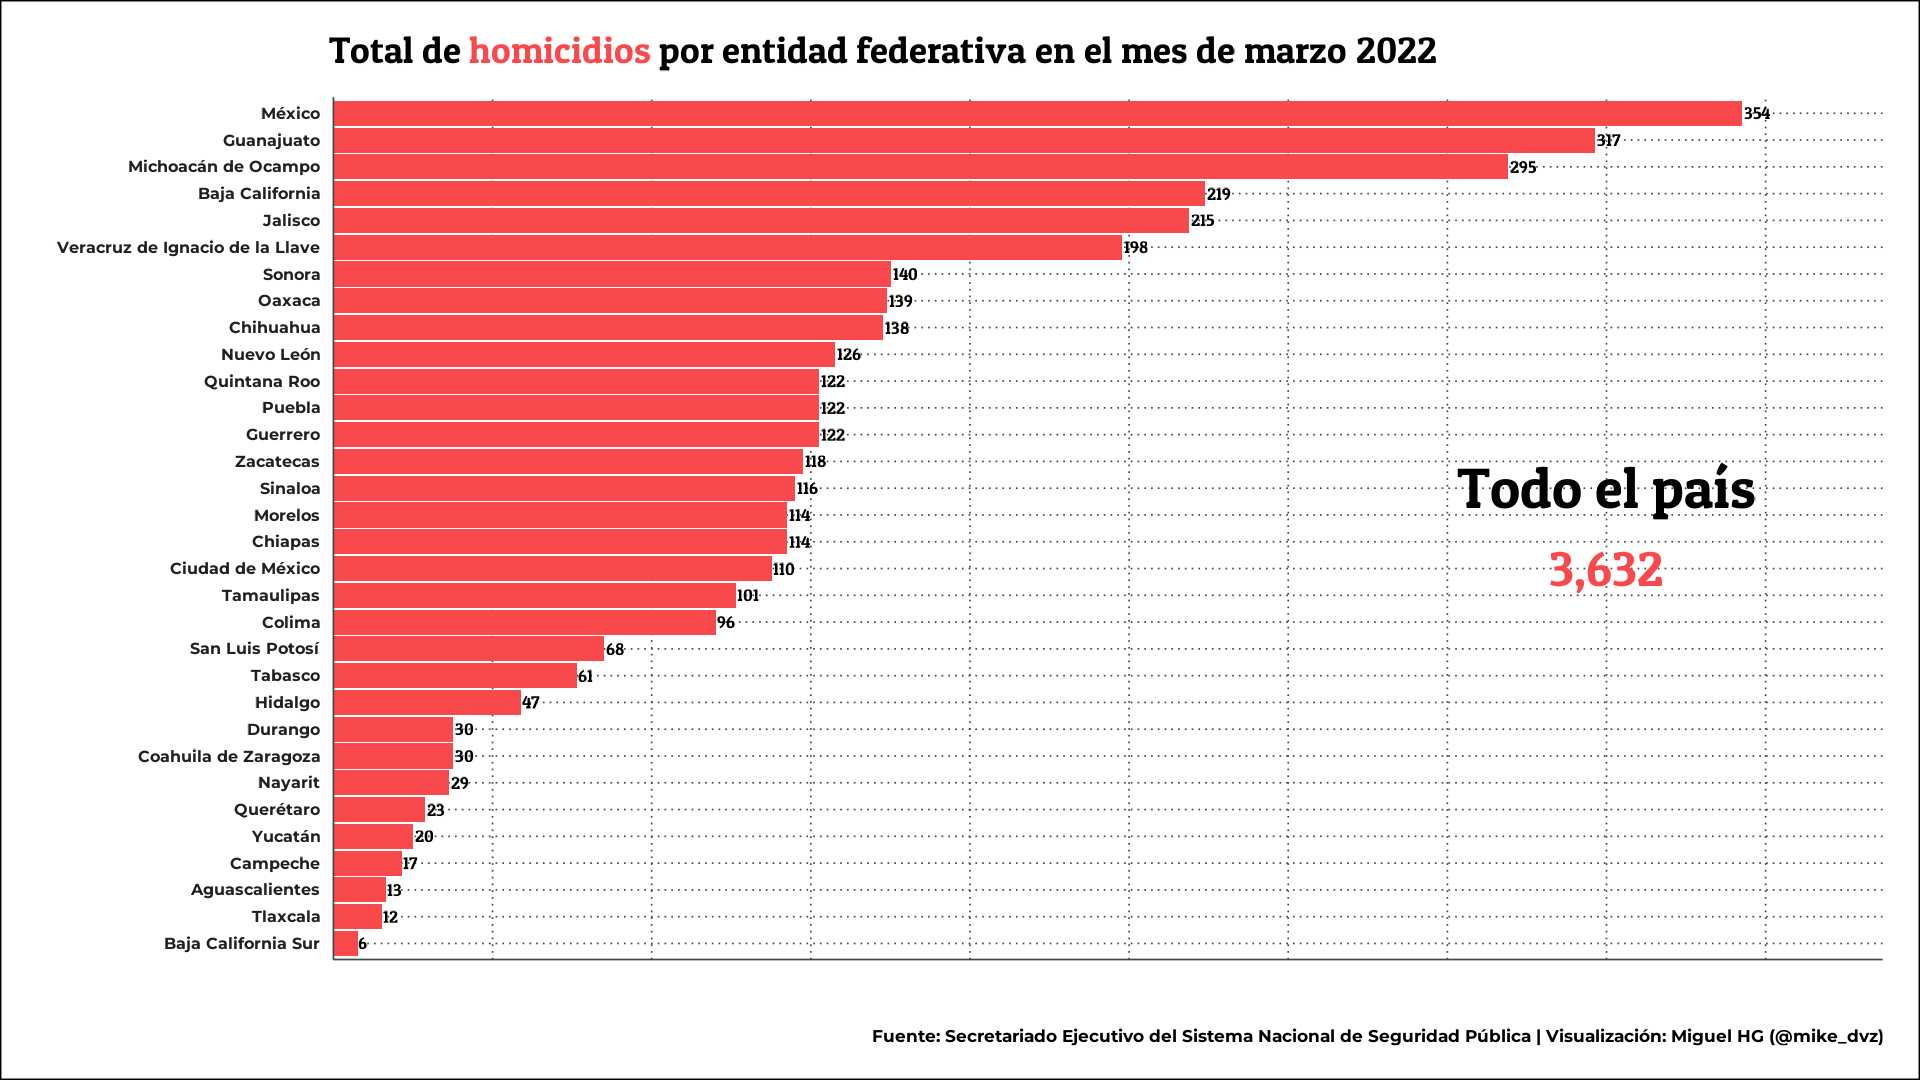 Total de homicidios por entidad federativa en el mes de marzo 2022
México 354
Guanajuato 317
Michoacán de Ocampo 295
Baja California 219
Jalisco 215
Veracruz de Ignacio de la Llave 198
Sonora 140
Oaxaca 139
Chihuahua 138
Nuevo León 126
Quintana Roo 122
Puebla 122
Guerrero 122
Zacatecas 118
Sinaloa 116
Morelos 114
Chiapas 114
Ciudad de México 110
Tamaulipas 101
Colima 96
San Luis Potosí 68
Tabasco 61
Hidalgo 47
Durango 30
Coahuila de Zaragoza 30
Nayarit 29
Querétaro 23
Yucatán 20
Campeche 17
Aguascalientes 13
Tlaxcala 12
Baja California Sur 6
Todo el país
3,632
Fuente: Secretariado Ejecutivo del Sistema Nacional de Seguridad Pública | Visualización: Miguel HG (@mike_dvz)